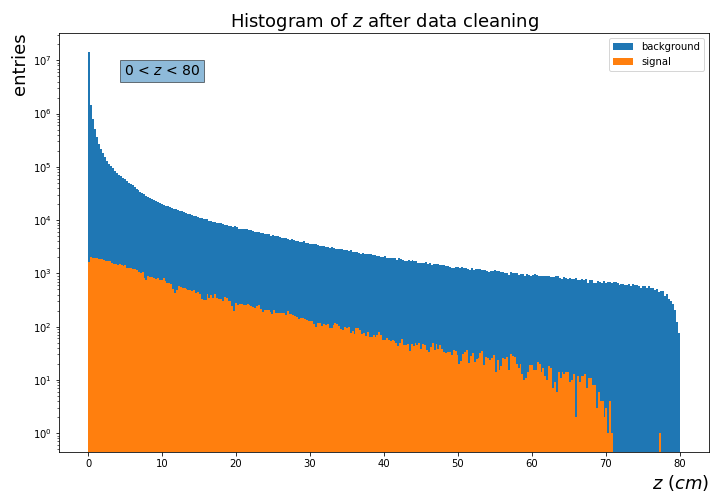 Histogram of z after data cleaning
entries
0 < z < 80
background
signal
10⁷
10⁶
10⁵
10⁴
10³
10²
10¹
10⁰
0 10 20 30 40 50 60 70 80
z (cm)